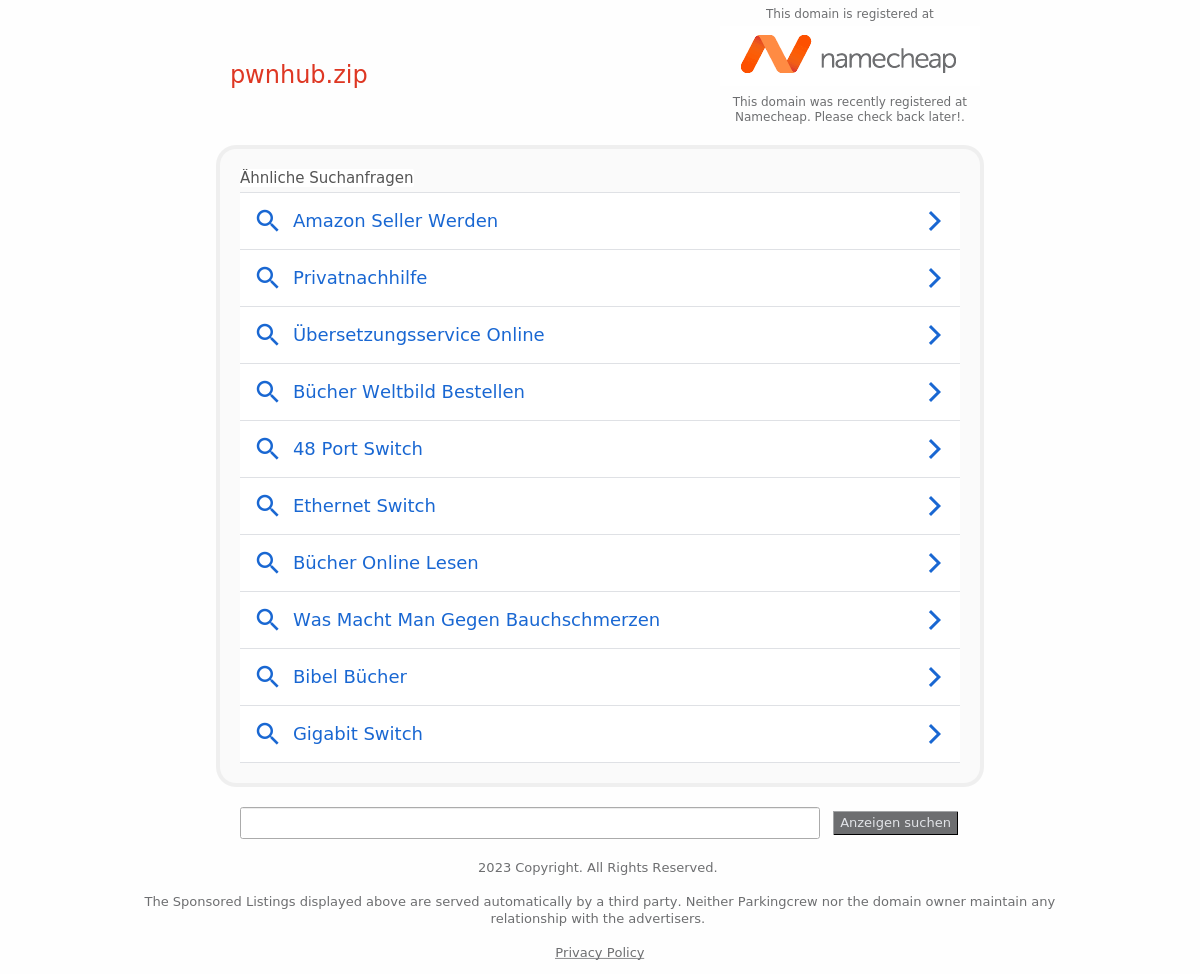 This domain is registered at
namecheap
pwnhub.zip
This domain was recently registered at
Namecheap. Please check back later!.
Ähnliche Suchanfragen
Amazon Seller Werden
Privatnachhilfe
Übersetzungsservice Online
Bücher Weltbild Bestellen
48 Port Switch
Ethernet Switch
Bücher Online Lesen
Was Macht Man Gegen Bauchschmerzen
Bibel Bücher
Gigabit Switch
Anzeigen suchen
2023 Copyright. All Rights Reserved.
The Sponsored Listings displayed above are served automatically by a third party. Neither Parkingcrew nor the domain owner maintain any
relationship with the advertisers.
Privacy Policy